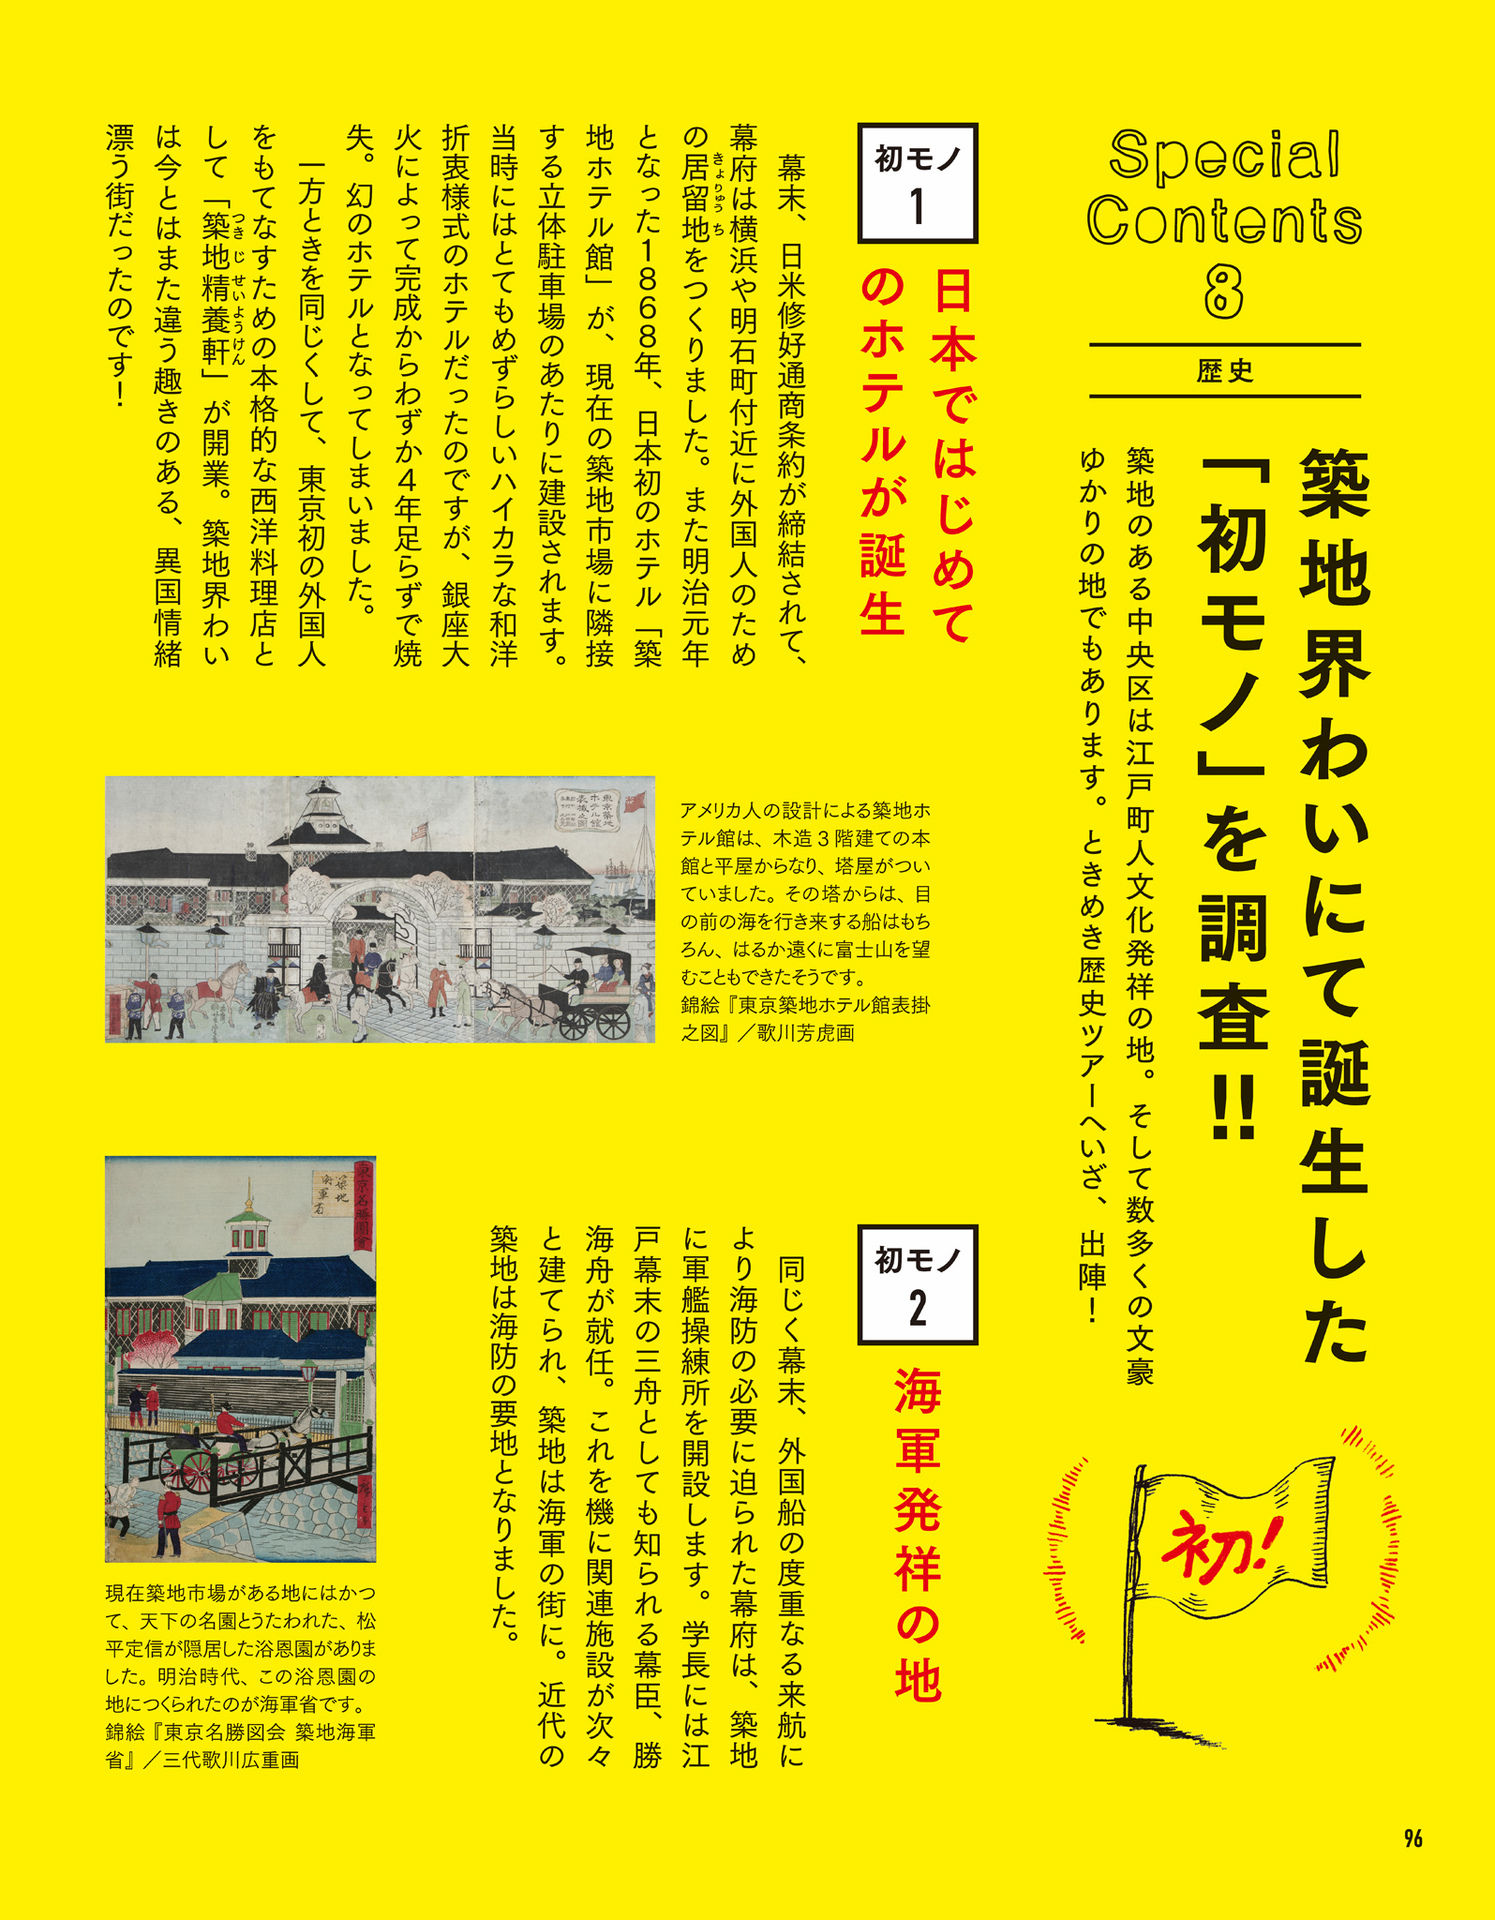 Special
Contents
8
歴史
築地界わいにて誕生した
「初モノ」を調査!!
築地のある中央区は江戸町人文化発祥の地。そして数多くの文豪
ゆかりの地でもあります。ときめき歴史ツアーへいざ、出陣！
初！
初モノ
1
日本ではじめて
のホテルが誕生
幕末、日米修好通商条約が締結されて、
幕府は横浜や明石町付近に外国人のため
の居留地をつくりました。また明治元年
きょりゅうち
となった1868年、日本初のホテル「築
地ホテル館」が、現在の築地市場に隣接
する立体駐車場のあたりに建設されます。
当時にはとてもめずらしいハイカラな和洋
折衷様式のホテルだったのですが、銀座大
火によって完成からわずか4年足らずで焼
失。幻のホテルとなってしまいました。
一方ときを同じくして、東京初の外国人
をもてなすための本格的な西洋料理店と
して「築地精養軒」が開業。築地界わい
つきじせいようけん
は今とはまた違う趣きのある、異国情緒
漂う街だったのです！
東京築地
ホテル館
表掛之図
アメリカ人の設計による築地ホ
テル館は、木造3階建ての本
館と平屋からなり、塔屋がつい
ていました。その塔からは、目
の前の海を行き来する船はもち
ろん、はるか遠くに富士山を望
むこともできたそうです。
錦絵『東京築地ホテル館表掛
之図』／歌川芳虎画
初モノ
2
海軍発祥の地
同じく幕末、外国船の度重なる来航に
より海防の必要に迫られた幕府は、築地
に軍艦操練所を開設します。学長には江
戸幕末の三舟としても知られる幕臣、勝
海舟が就任。これを機に関連施設が次々
と建てられ、築地は海軍の街に。近代の
築地は海防の要地となりました。
東京名勝圖會
築地
海軍省
現在築地市場がある地にはかつ
て、天下の名園とうたわれた、松
平定信が隠居した浴恩園がありま
した。明治時代、この浴恩園の
地につくられたのが海軍省です。
錦絵『東京名勝図会 築地海軍
省』／三代歌川広重画
96